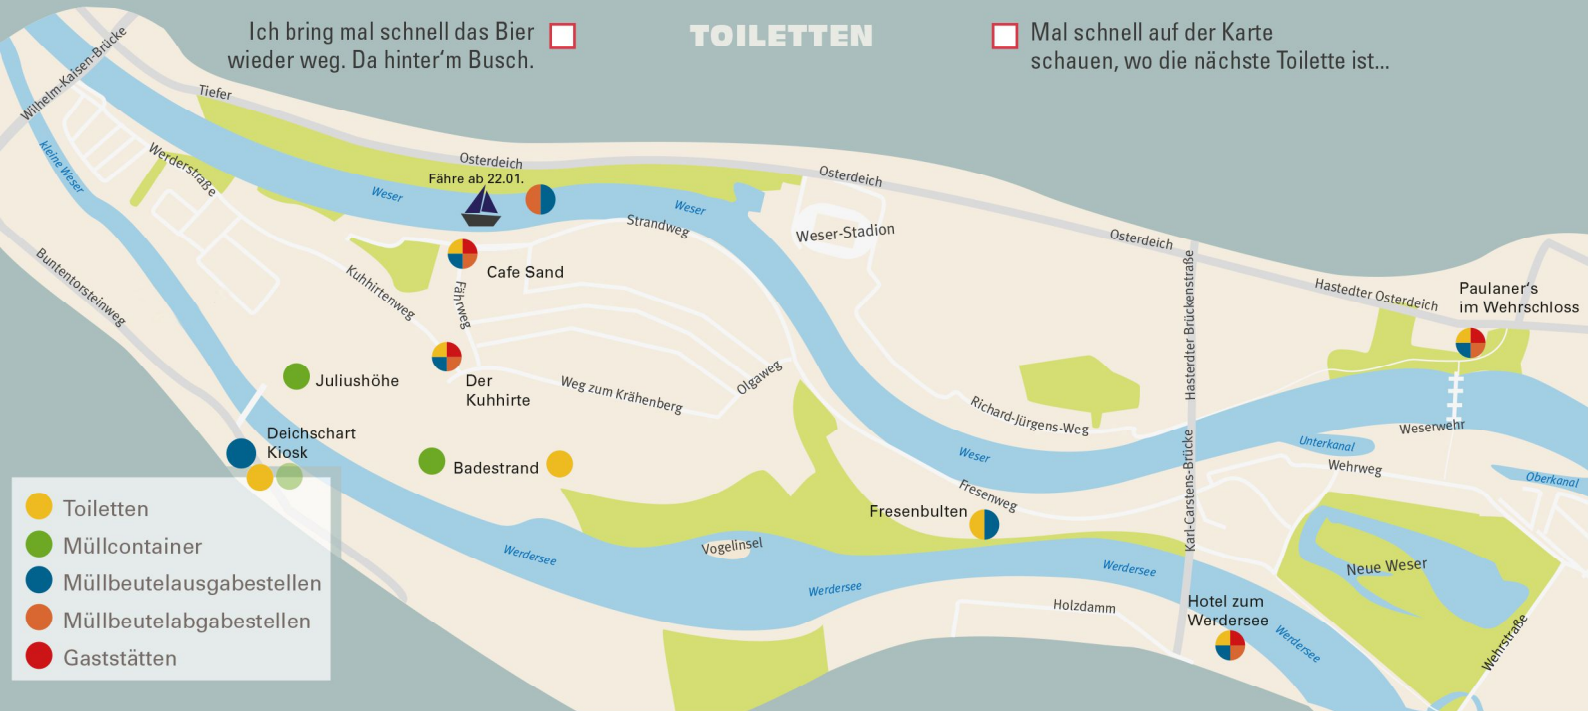 Ich bring mal schnell das Bier
wieder weg. Da hinter'm Busch.
TOILETTEN
Mal schnell auf der Karte
schauen, wo die nächste Toilette ist...
Wilhelm-Kaisen-Brücke
Tiefer
kleine Weser
Werderstraße
Osterdeich
Fähre ab 22.01.
Weser
Weser
Strandweg
Osterdeich
Weser-Stadion
Osterdeich
Hasterdter Brückenstraße
Hastedter Osterdeich
Paulaner's
im Wehrschloss
Buntentorsteinweg
Kuhhirtenweg
Cafe Sand
Fährweg
Juliushöhe
Der
Kuhhirte
Weg zum Krähenberg
Olgaweg
Richard-Jürgens-Weg
Weserwehr
Unterkanal
Wehrweg
Oberkanal
Deichschart
Kiosk
Badestrand
Weser
Fresenweg
Fresenbulten
Karl-Carstens-Brücke
Werdersee
Vogelinsel
Werdersee
Werdersee
Neue Weser
Holzdamm
Hotel zum
Werdersee
Werdersee
Wehrstraße
Toiletten
Müllcontainer
Müllbeutelausgabestellen
Müllbeutelabgabestellen
Gaststätten